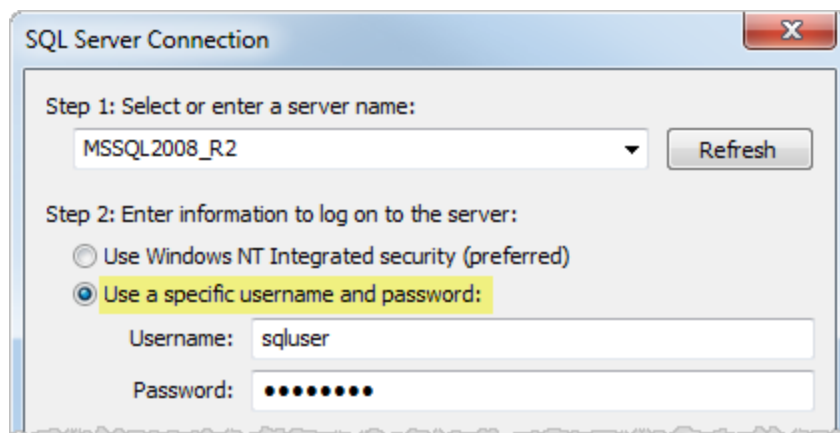 SQL Server Connection
Step 1: Select or enter a server name:
MSSQL2008_R2 Refresh
Step 2: Enter information to log on to the server:
Use Windows NT Integrated security (preferred)
Use a specific username and password:
Username: sqluser
Password: ●●●●●●●●